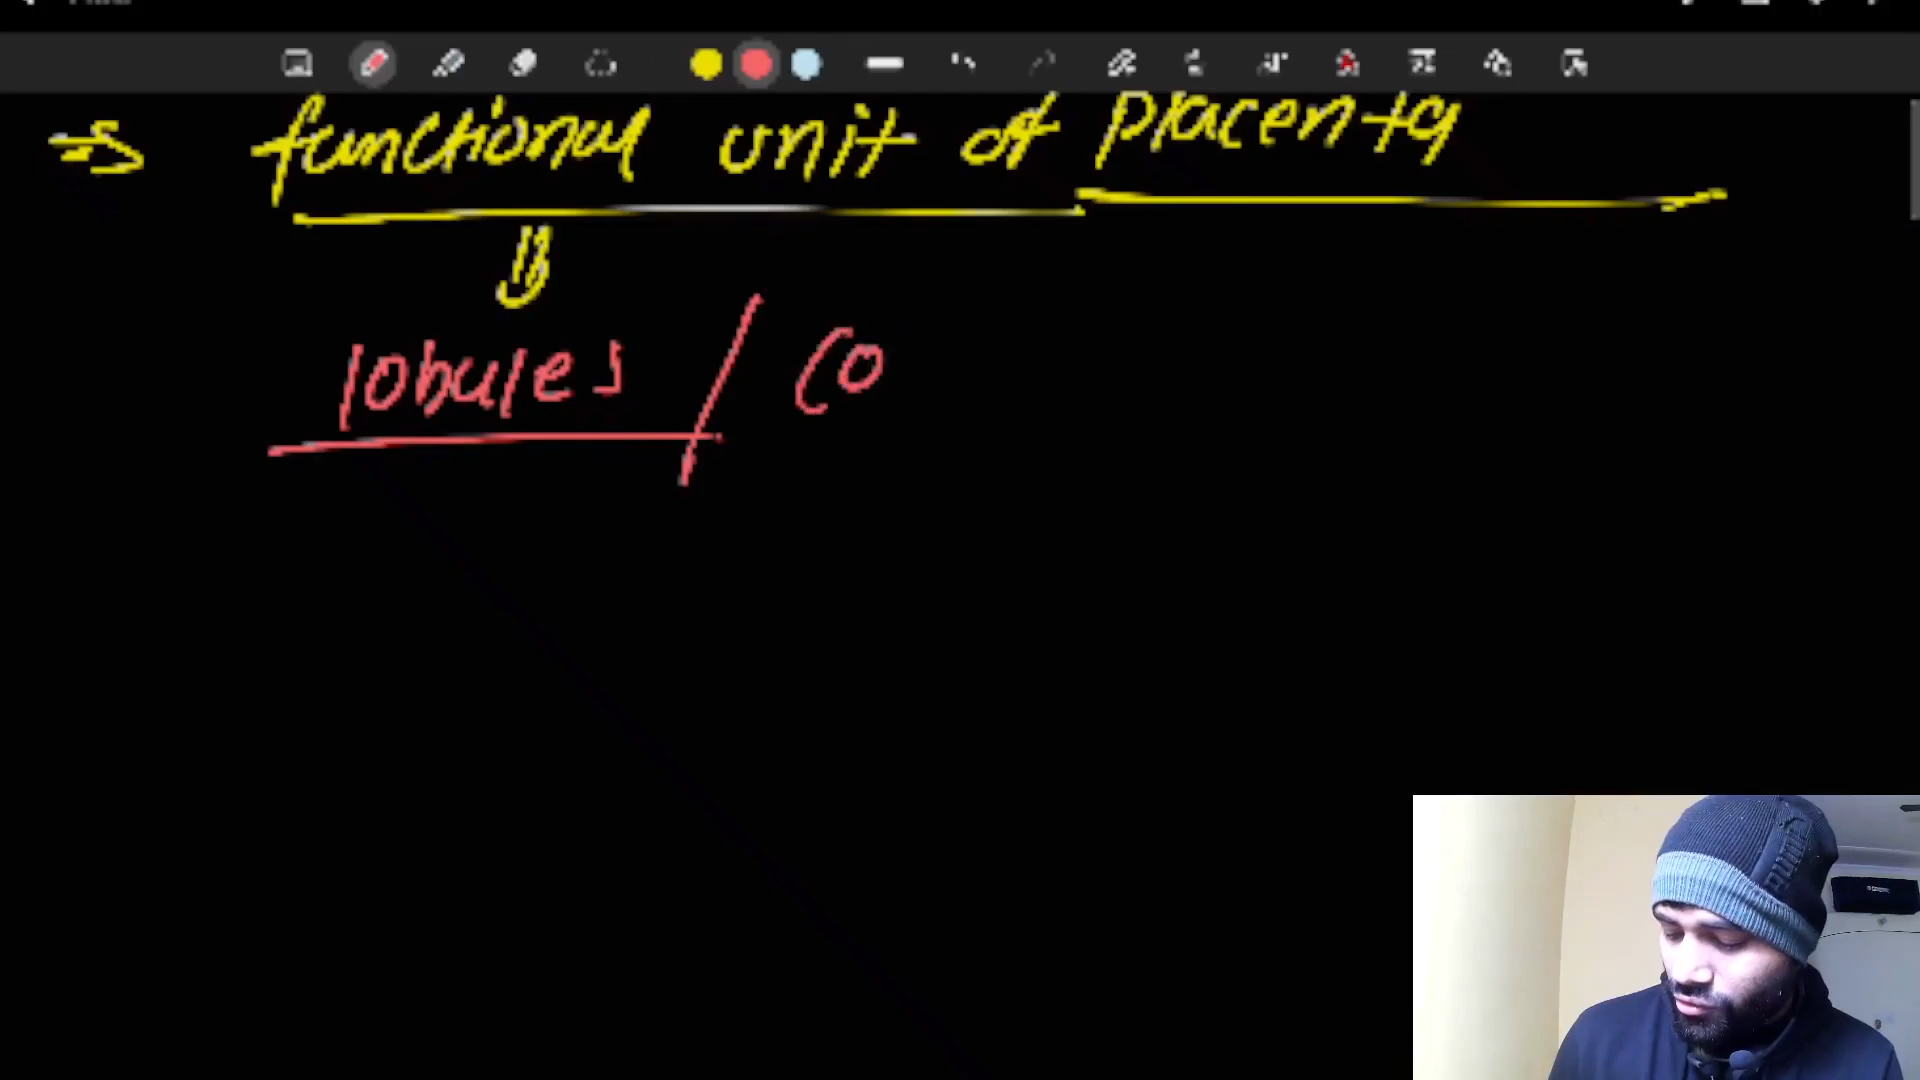 => functional unit of placenta
lobules / co